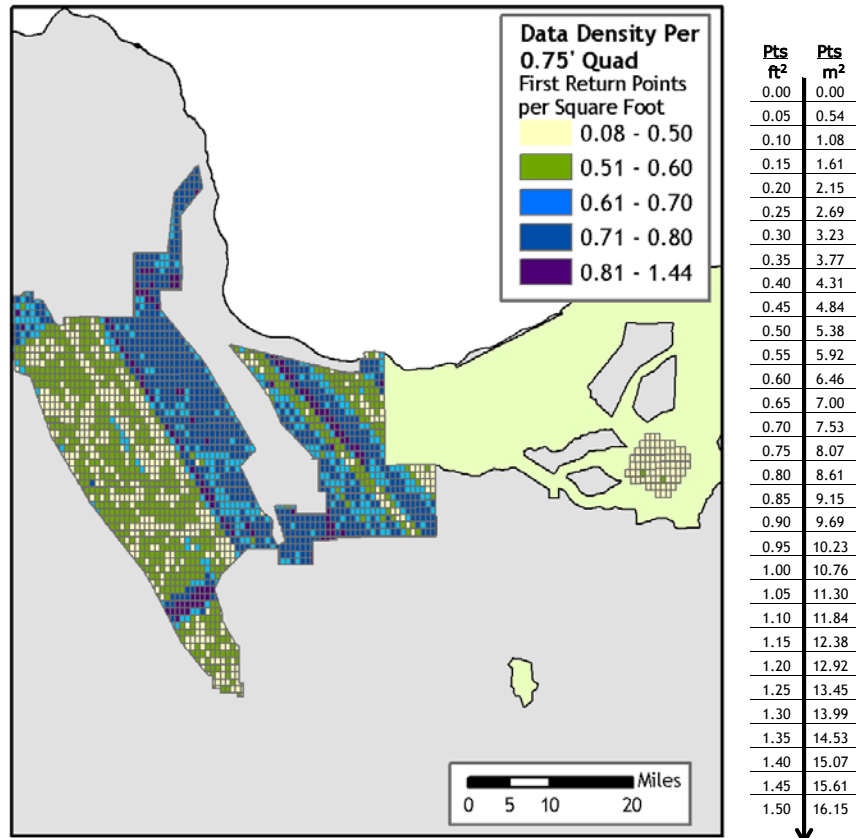 Data Density Per
0.75' Quad
First Return Points
per Square Foot
0.08 - 0.50
0.51 - 0.60
0.61 - 0.70
0.71 - 0.80
0.81 - 1.44
Miles
0 5 10 20
Pts Pts
ft² m²
0.00 0.00
0.05 0.54
0.10 1.08
0.15 1.61
0.20 2.15
0.25 2.69
0.30 3.23
0.35 3.77
0.40 4.31
0.45 4.84
0.50 5.38
0.55 5.92
0.60 6.46
0.65 7.00
0.70 7.53
0.75 8.07
0.80 8.61
0.85 9.15
0.90 9.69
0.95 10.23
1.00 10.76
1.05 11.30
1.10 11.84
1.15 12.38
1.20 12.92
1.25 13.45
1.30 13.99
1.35 14.53
1.40 15.07
1.45 15.61
1.50 16.15